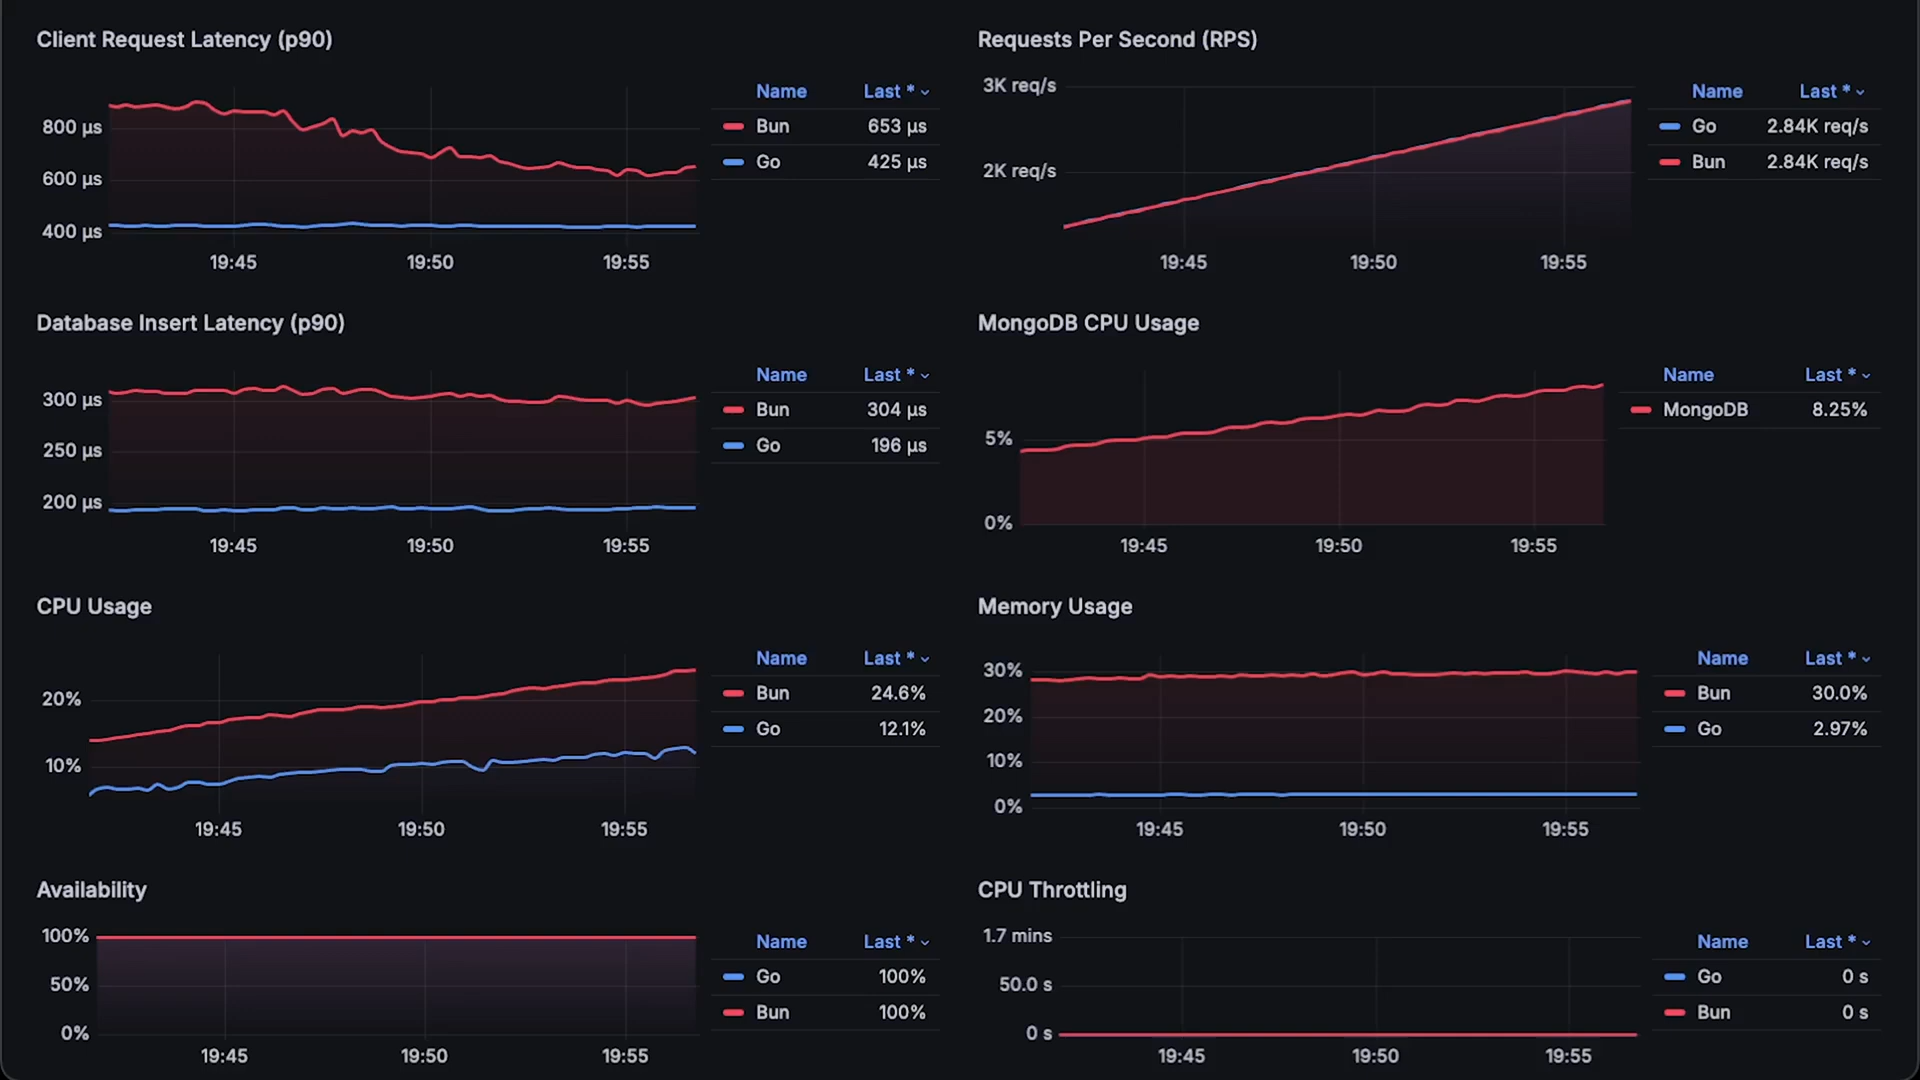 Client Request Latency (p90)
800 µs
600 µs
400 µs
19:45 19:50 19:55
Name Last *
Bun 653 µs
Go 425 µs
Requests Per Second (RPS)
3K req/s
2K req/s
19:45 19:50 19:55
Name Last *
Go 2.84K req/s
Bun 2.84K req/s
Database Insert Latency (p90)
300 µs
250 µs
200 µs
19:45 19:50 19:55
Name Last *
Bun 304 µs
Go 196 µs
MongoDB CPU Usage
5%
0%
19:45 19:50 19:55
Name Last *
MongoDB 8.25%
CPU Usage
20%
10%
19:45 19:50 19:55
Name Last *
Bun 24.6%
Go 12.1%
Memory Usage
30%
20%
10%
0%
19:45 19:50 19:55
Name Last *
Bun 30.0%
Go 2.97%
Availability
100%
50%
0%
19:45 19:50 19:55
Name Last *
Go 100%
Bun 100%
CPU Throttling
1.7 mins
50.0 s
0 s
19:45 19:50 19:55
Name Last *
Go 0 s
Bun 0 s